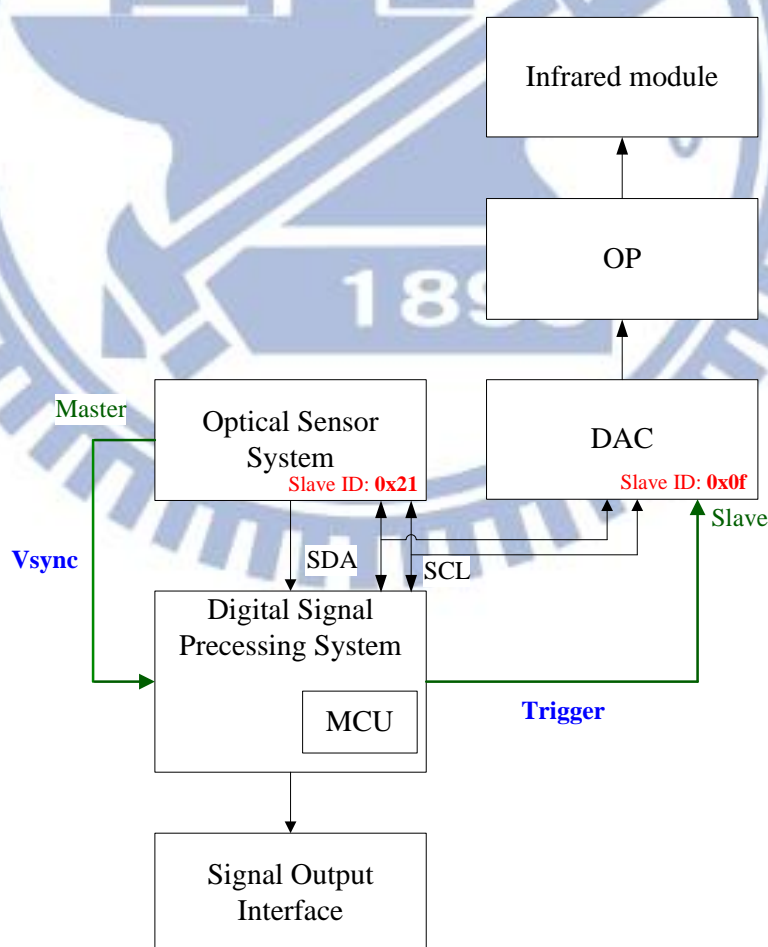 Infrared module
OP
1896
Master
Optical Sensor
System
Slave ID: 0x21
DAC
Slave ID: 0x0f
Slave
Vsync
SDA
SCL
Digital Signal
Precessing System
MCU
Trigger
Signal Output
Interface